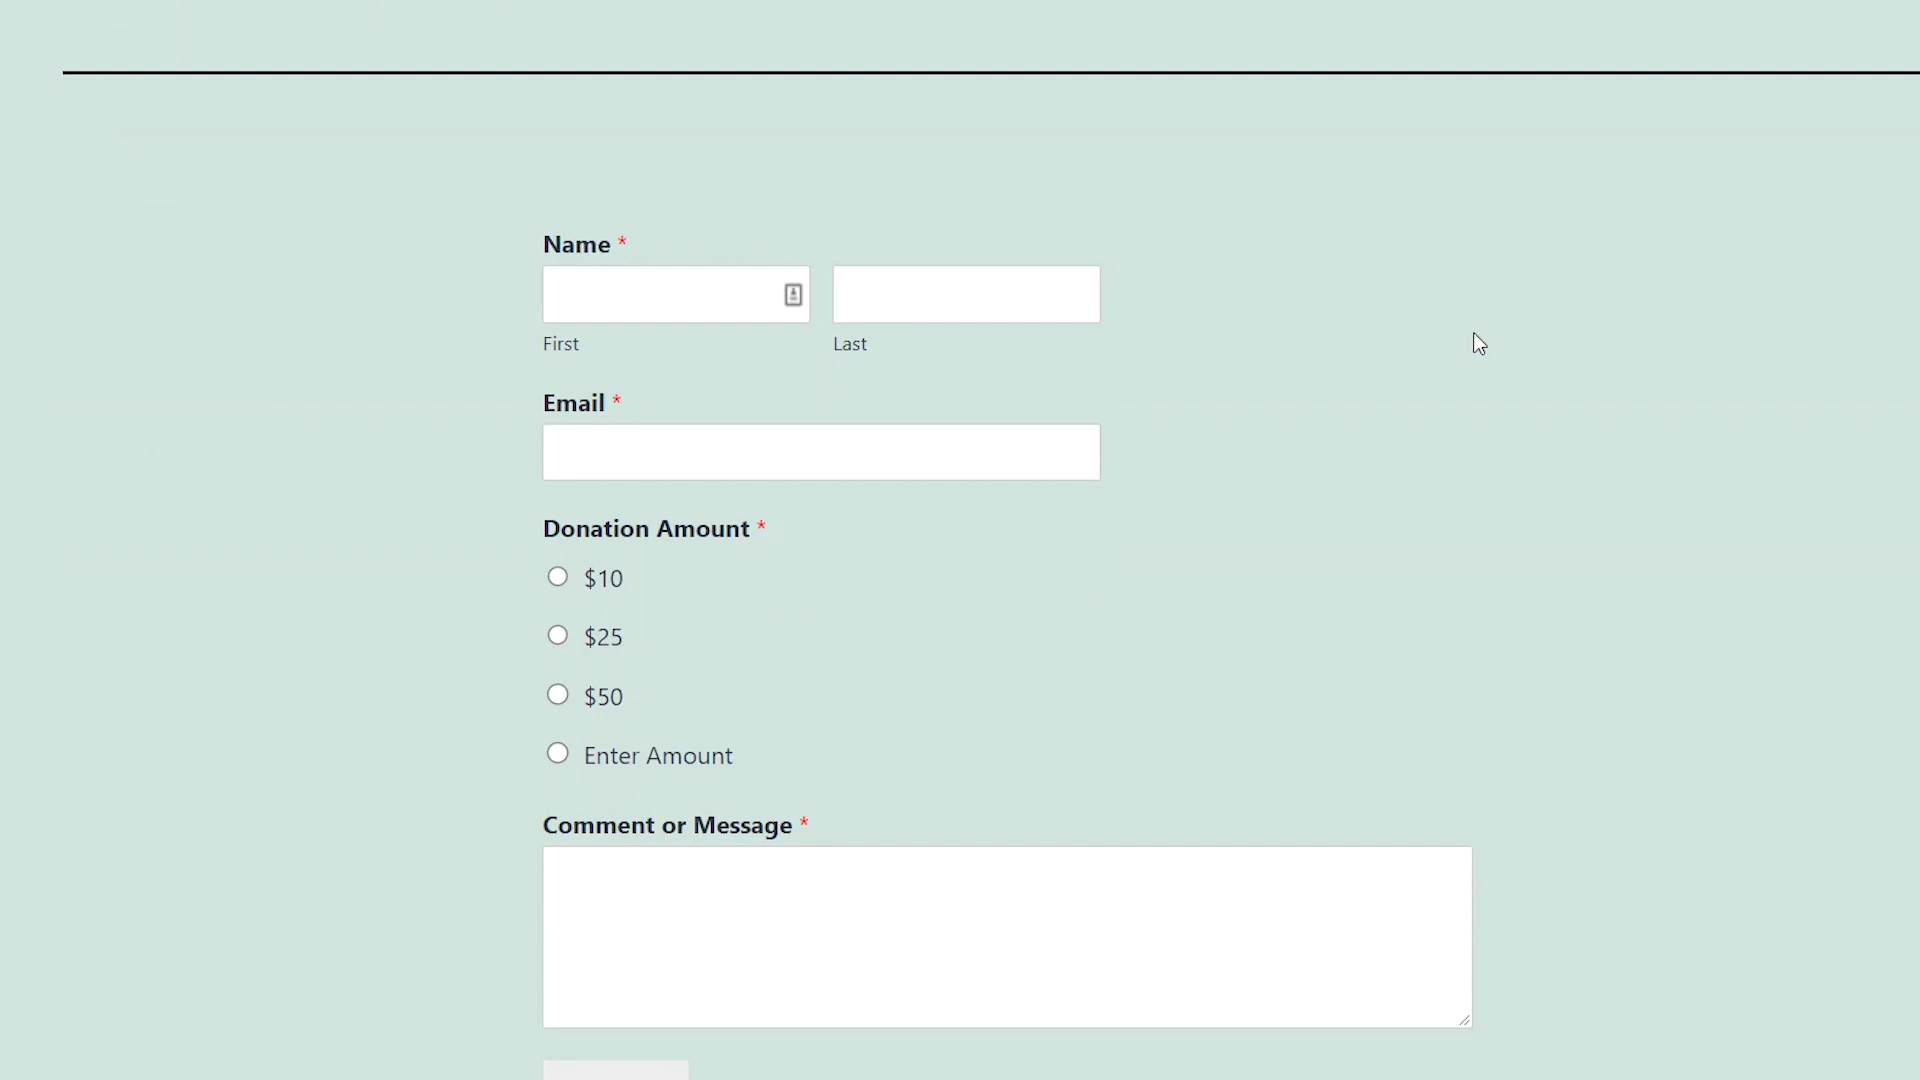 Name *
First Last
Email *
Donation Amount *
$10
$25
$50
Enter Amount
Comment or Message *